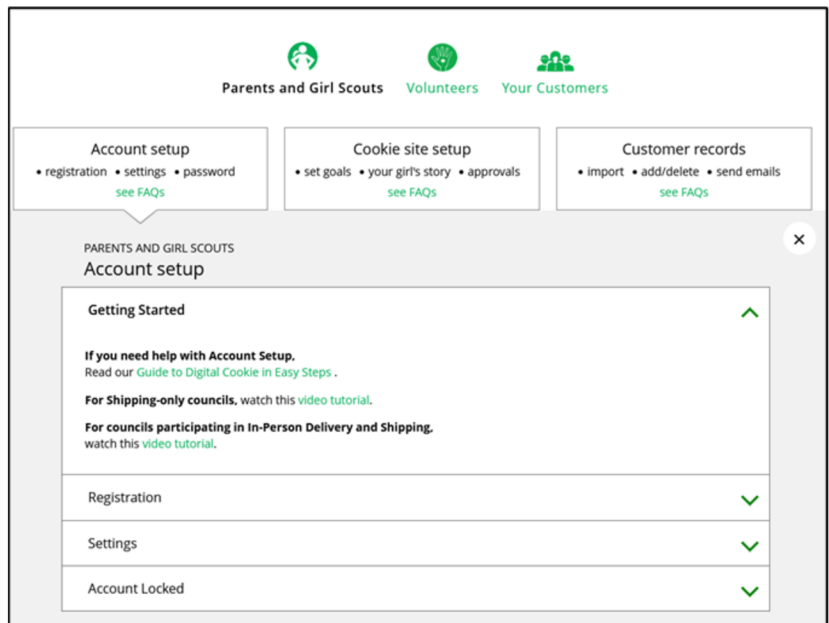 Parents and Girl Scouts Volunteers Your Customers
Account setup
• registration • settings • password
see FAQs
Cookie site setup
• set goals • your girl's story • approvals
see FAQs
Customer records
• import • add/delete • send emails
see FAQs
PARENTS AND GIRL SCOUTS
Account setup
Getting Started
If you need help with Account Setup,
Read our Guide to Digital Cookie in Easy Steps .
For Shipping-only councils, watch this video tutorial.
For councils participating in In-Person Delivery and Shipping,
watch this video tutorial.
Registration
Settings
Account Locked